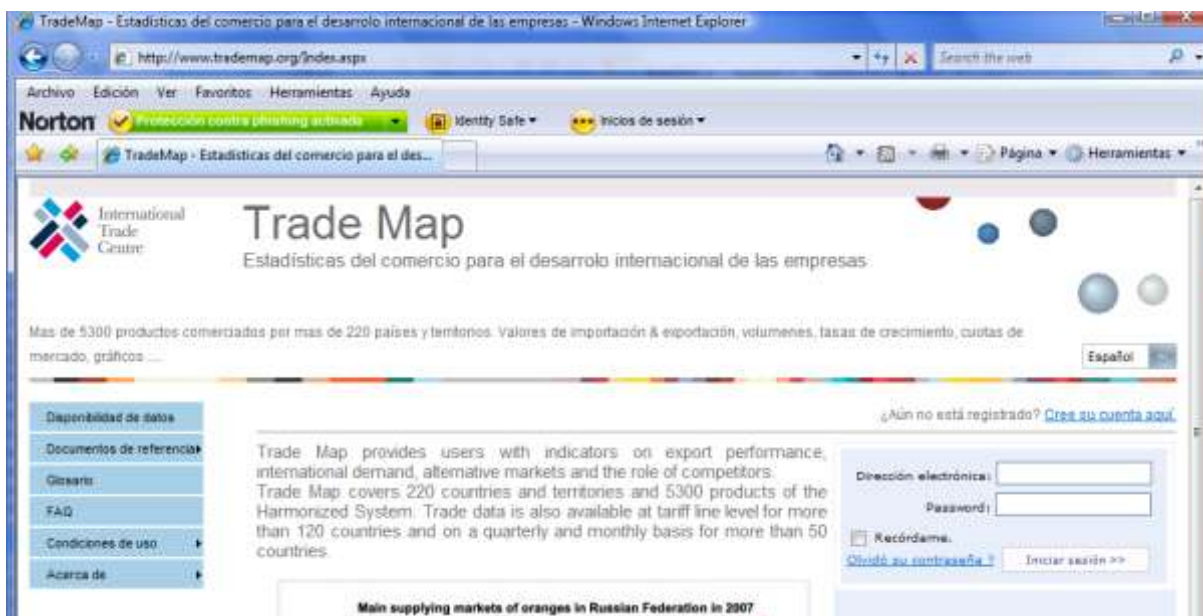 TradeMap - Estadísticas del comercio para el desarrolo internacional de las empresas - Windows Internet Explorer
http://www.trademap.org/Index.aspx
Search the web
Archivo Edición Ver Favoritos Herramientas Ayuda
Norton Protección contra phishing activada Identity Safe Inicios de sesión
TradeMap - Estadísticas del comercio para el des... Página Herramientas
International
Trade
Centre
Trade Map
Estadísticas del comercio para el desarrolo internacional de las empresas
Mas de 5300 productos comerciados por mas de 220 países y territorios. Valores de importación & exportación, volumenes, tasas de crecimiento, cuotas de
mercado, gráficos ....
Español
¿Aún no está registrado? Cree su cuenta aquí.
Disponibilidad de datos
Documentos de referencia
Glosario
FAQ
Condiciones de uso
Acerca de
Trade Map provides users with indicators on export performance,
international demand, alternative markets and the role of competitors.
Trade Map covers 220 countries and territories and 5300 products of the
Harmonized System. Trade data is also available at tariff line level for more
than 120 countries and on a quarterly and monthly basis for more than 50
countries.
Dirección electrónica:
Password:
Recórdame.
Olvidó su contraseña ?
Iniciar sesión >>
Main supplying markets of oranges in Russian Federation in 2007